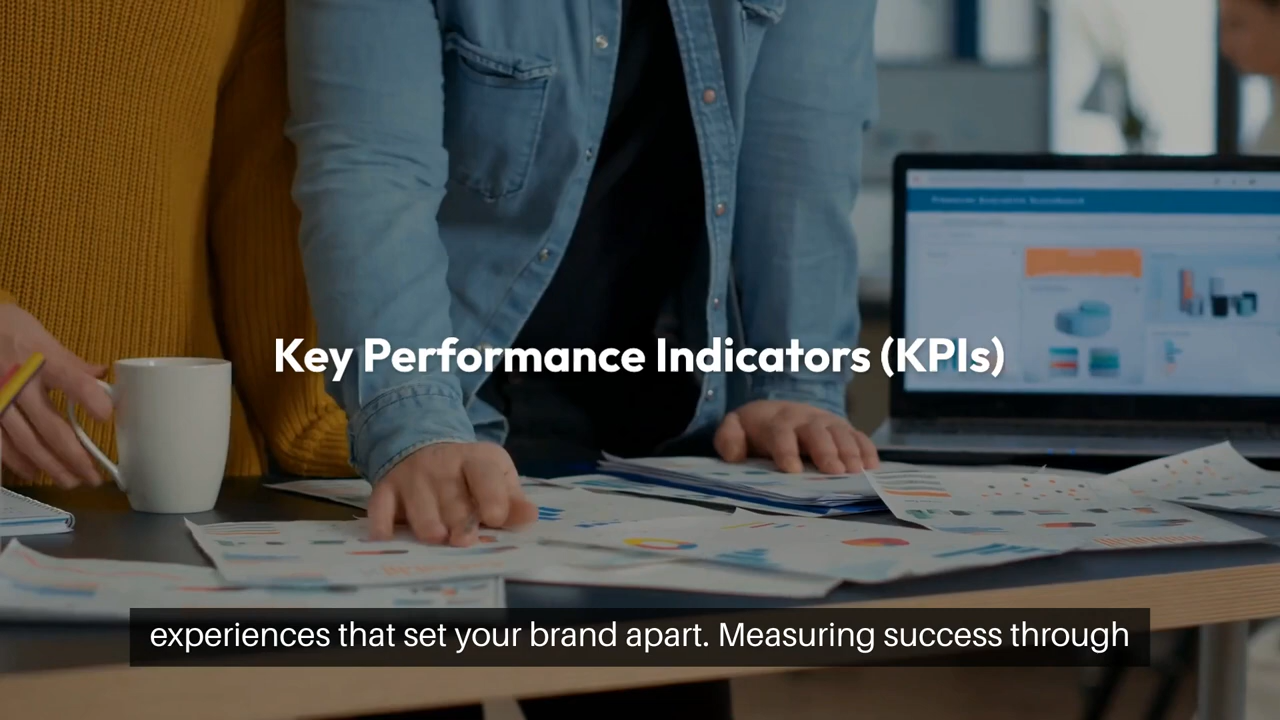 Key Performance Indicators (KPIs)
experiences that set your brand apart. Measuring success through